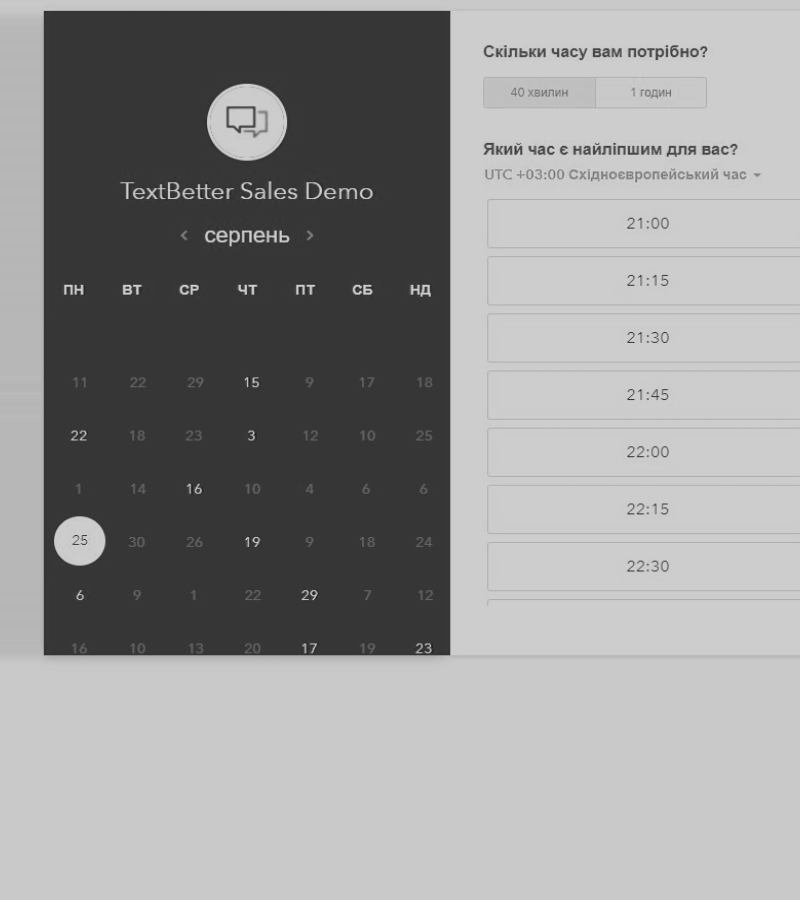 TextBetter Sales Demo
серпень
ПН ВТ СР ЧТ ПТ СБ НД
11 22 29 15 9 17 18
22 18 23 3 12 10 25
1 14 16 10 4 6 6
25 30 26 19 9 18 24
6 9 1 22 29 7 12
16 10 13 20 17 19 23
Скільки часу вам потрібно?
40 хвилин 1 годин
Який час є найліпшим для вас?
UTC +03:00 Східноєвропейський час
21:00
21:15
21:30
21:45
22:00
22:15
22:30